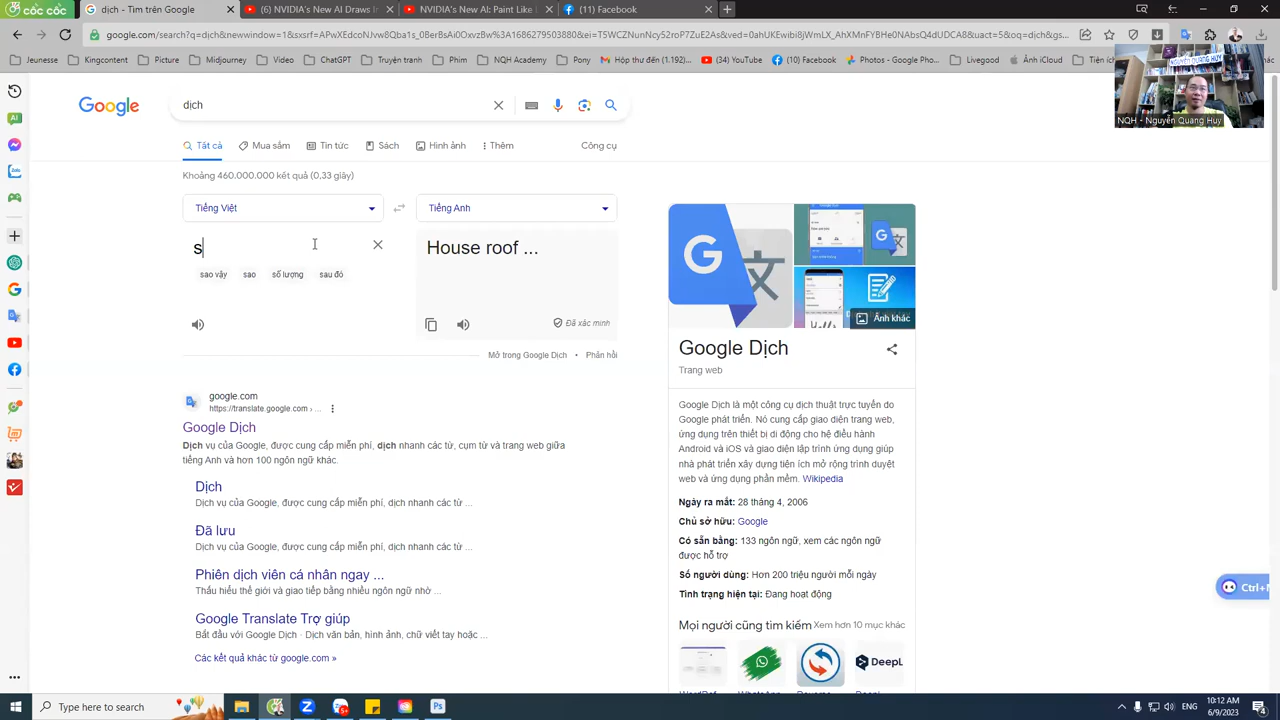 dịch - Tìm trên Google
(6) NVIDIA's New AI Draws I
NVIDIA's New AI: Paint Like
(11) Facebook
google.com/search?q=dịch&newwindow=1&sxsrf=APwXEdcoNJvw8Qba1s_0BerBsAi0OxvzBw%3A1686279503880&ei=T5WCZNunNcy52roP7ZuE2As&ved=0ahUKEwibi8jWmLX_AhXMnFYBHe0NAbsQ4dUDCA8&uact=5&oq=dịch&gs
Jeunesse
Kingcontent
Picture
Midjourney
Video
ChatGPT
Truyện tranh
Phim
NQH Academy
Pony
Hộp thư đến (1.192)...
(34) YouTube
(10) Facebook
Google Photos - Pho...
Livegood
Ảnh GioMCC
Tiện ích
NGUYỄN QUANG HUY
NQH - Nguyễn Quang Huy
Google
dịch
Tất cả
Mua sắm
Tin tức
Sách
Hình ảnh
Thêm
Công cụ
Khoảng 460.000.000 kết quả (0,33 giây)
Tiếng Việt
Tiếng Anh
s
House roof ...
sao vậy
sao
số lượng
sau đó
Đã xác minh
Mở trong Google Dịch • Phản hồi
google.com
https://translate.google.com › ...
Google Dịch
Dịch vụ của Google, được cung cấp miễn phí, dịch nhanh các từ, cụm từ và trang web giữa
tiếng Anh và hơn 100 ngôn ngữ khác.
Dịch
Dịch vụ của Google, được cung cấp miễn phí, dịch nhanh các từ ...
Đã lưu
Dịch vụ của Google, được cung cấp miễn phí, dịch nhanh các từ ...
Phiên dịch viên cá nhân ngay ...
Thấu hiểu thế giới và giao tiếp bằng nhiều ngôn ngữ nhờ ...
Google Translate Trợ giúp
Bắt đầu với Google Dịch · Dịch văn bản, hình ảnh, chữ viết tay hoặc ...
Các kết quả khác từ google.com »
Ảnh khác
Google Dịch
Trang web
Google Dịch là một công cụ dịch thuật trực tuyến do
Google phát triển. Nó cung cấp giao diện trang web,
ứng dụng trên thiết bị di động cho hệ điều hành
Android và iOS và giao diện lập trình ứng dụng giúp
nhà phát triển xây dựng tiện ích mở rộng trình duyệt
web và ứng dụng phần mềm. Wikipedia
Ngày ra mắt: 28 tháng 4, 2006
Chủ sở hữu: Google
Có sẵn bằng: 133 ngôn ngữ, xem các ngôn ngữ
được hỗ trợ
Số người dùng: Hơn 200 triệu người mỗi ngày
Tình trạng hiện tại: Đang hoạt động
Mọi người cũng tìm kiếm
Xem hơn 10 mục khác
DeepL
Ctrl+M
Type here to search
ENG
10:12 AM
6/9/2023